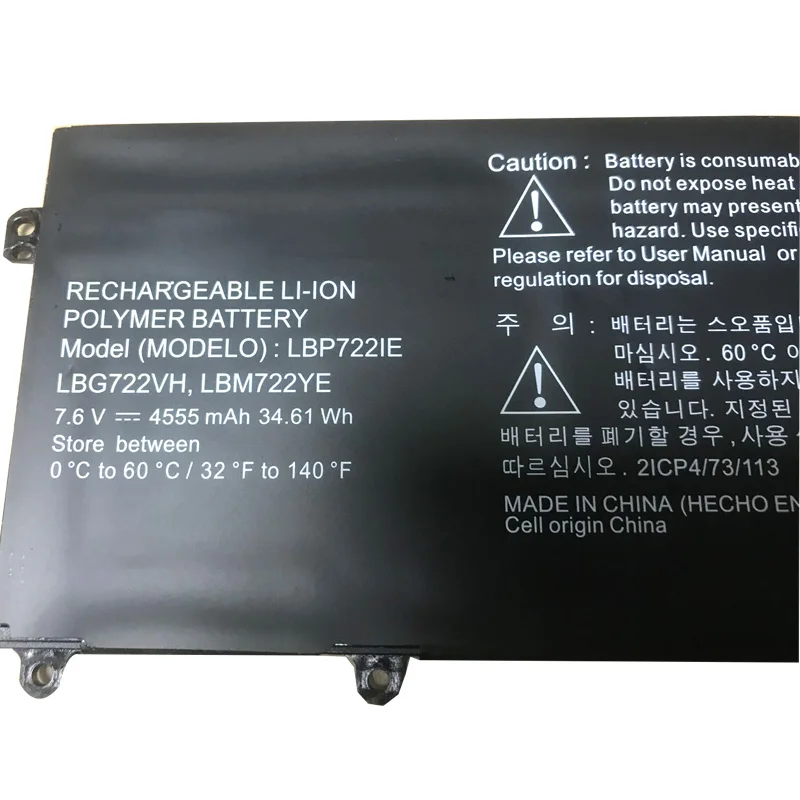 RECHARGEABLE LI-ION
POLYMER BATTERY
Model (MODELO) : LBP722IE
LBG722VH, LBM722YE
7.6 V ⎓ 4555 mAh 34.61 Wh
Store between
0 °C to 60 °C / 32 °F to 140 °F
Caution : Battery is consumab
Do not expose heat
battery may present
hazard. Use specifi
Please refer to User Manual or
regulation for disposal.
주 의 : 배터리는 스오품입
마십시오. 60 °C 이
배터리를 사용하지
있습니다. 지정된
배터리를 폐기할 경우, 사용
따르십시오. 2ICP4/73/113
MADE IN CHINA (HECHO EN
Cell origin China